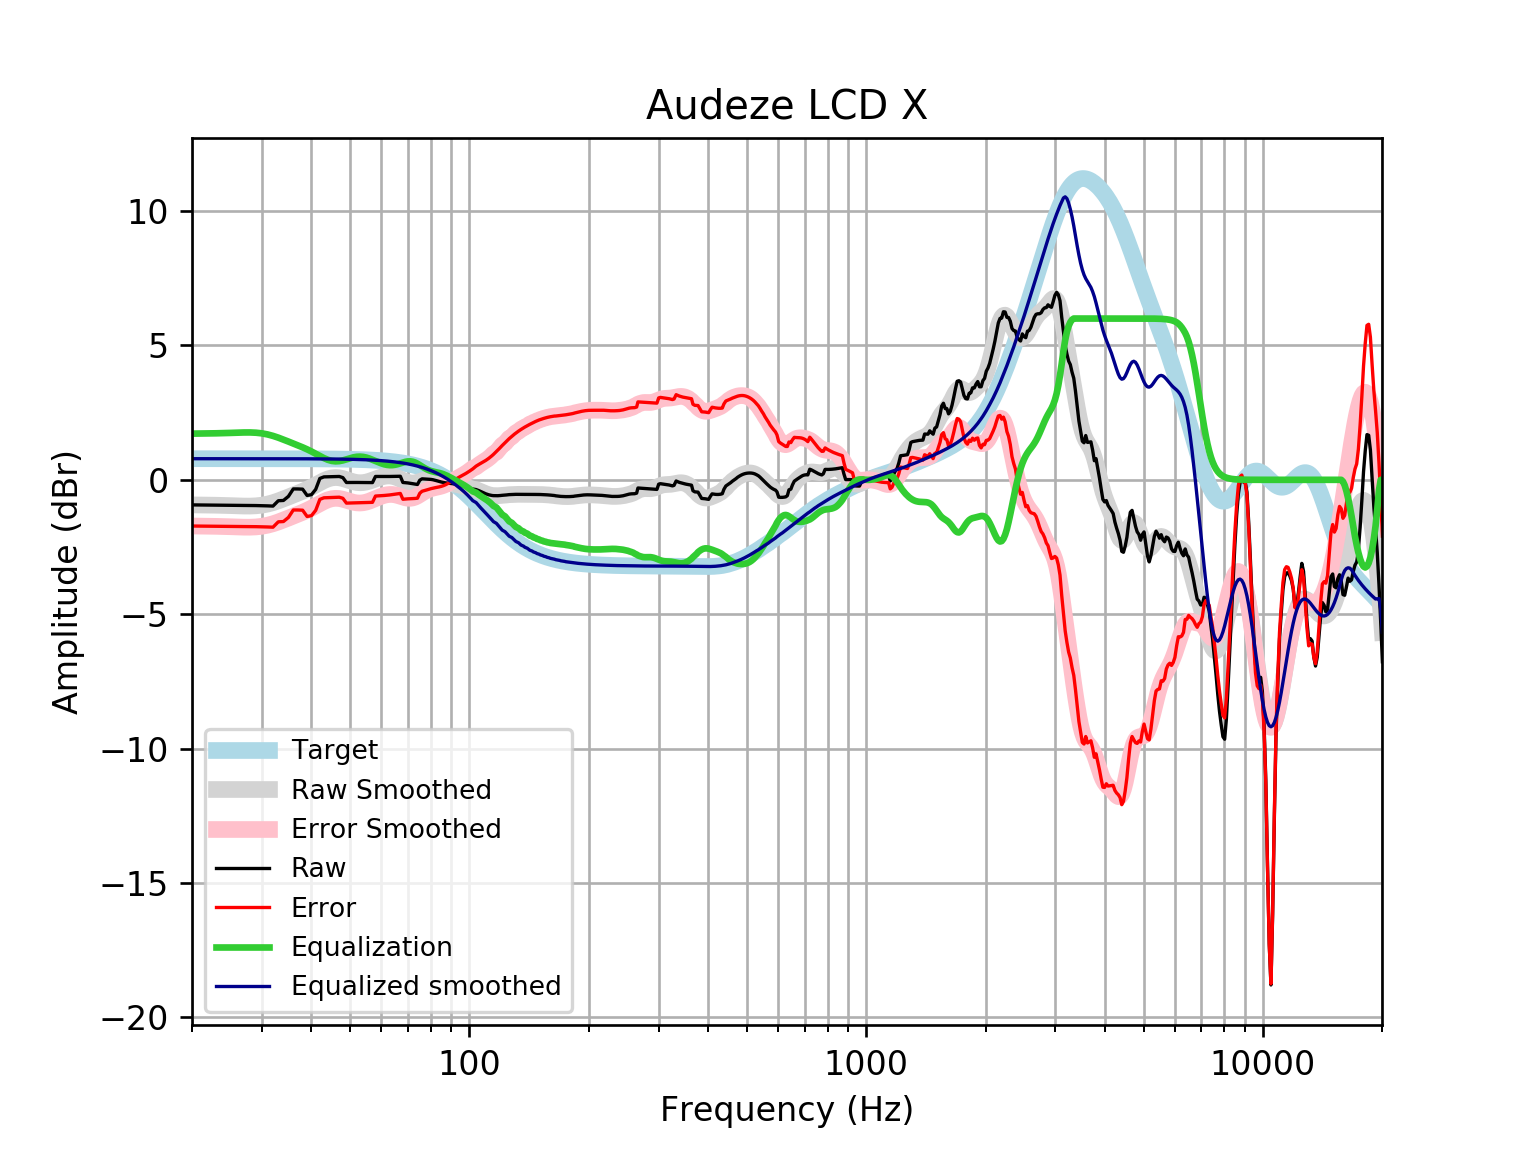 Audeze LCD X
10
5
0
−5
−10
−15
−20
Amplitude (dBr)
Target
Raw Smoothed
Error Smoothed
Raw
Error
Equalization
Equalized smoothed
100
1000
10000
Frequency (Hz)